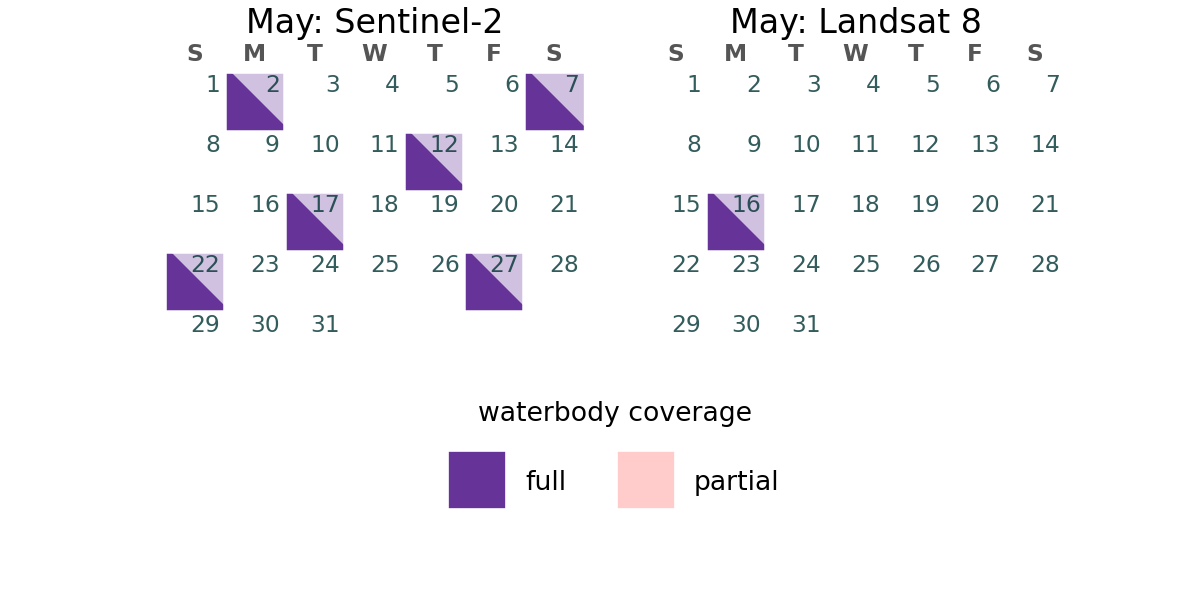 May: Sentinel-2
S M T W T F S
1 2 3 4 5 6 7
8 9 10 11 12 13 14
15 16 17 18 19 20 21
22 23 24 25 26 27 28
29 30 31
May: Landsat 8
S M T W T F S
1 2 3 4 5 6 7
8 9 10 11 12 13 14
15 16 17 18 19 20 21
22 23 24 25 26 27 28
29 30 31
waterbody coverage
full partial